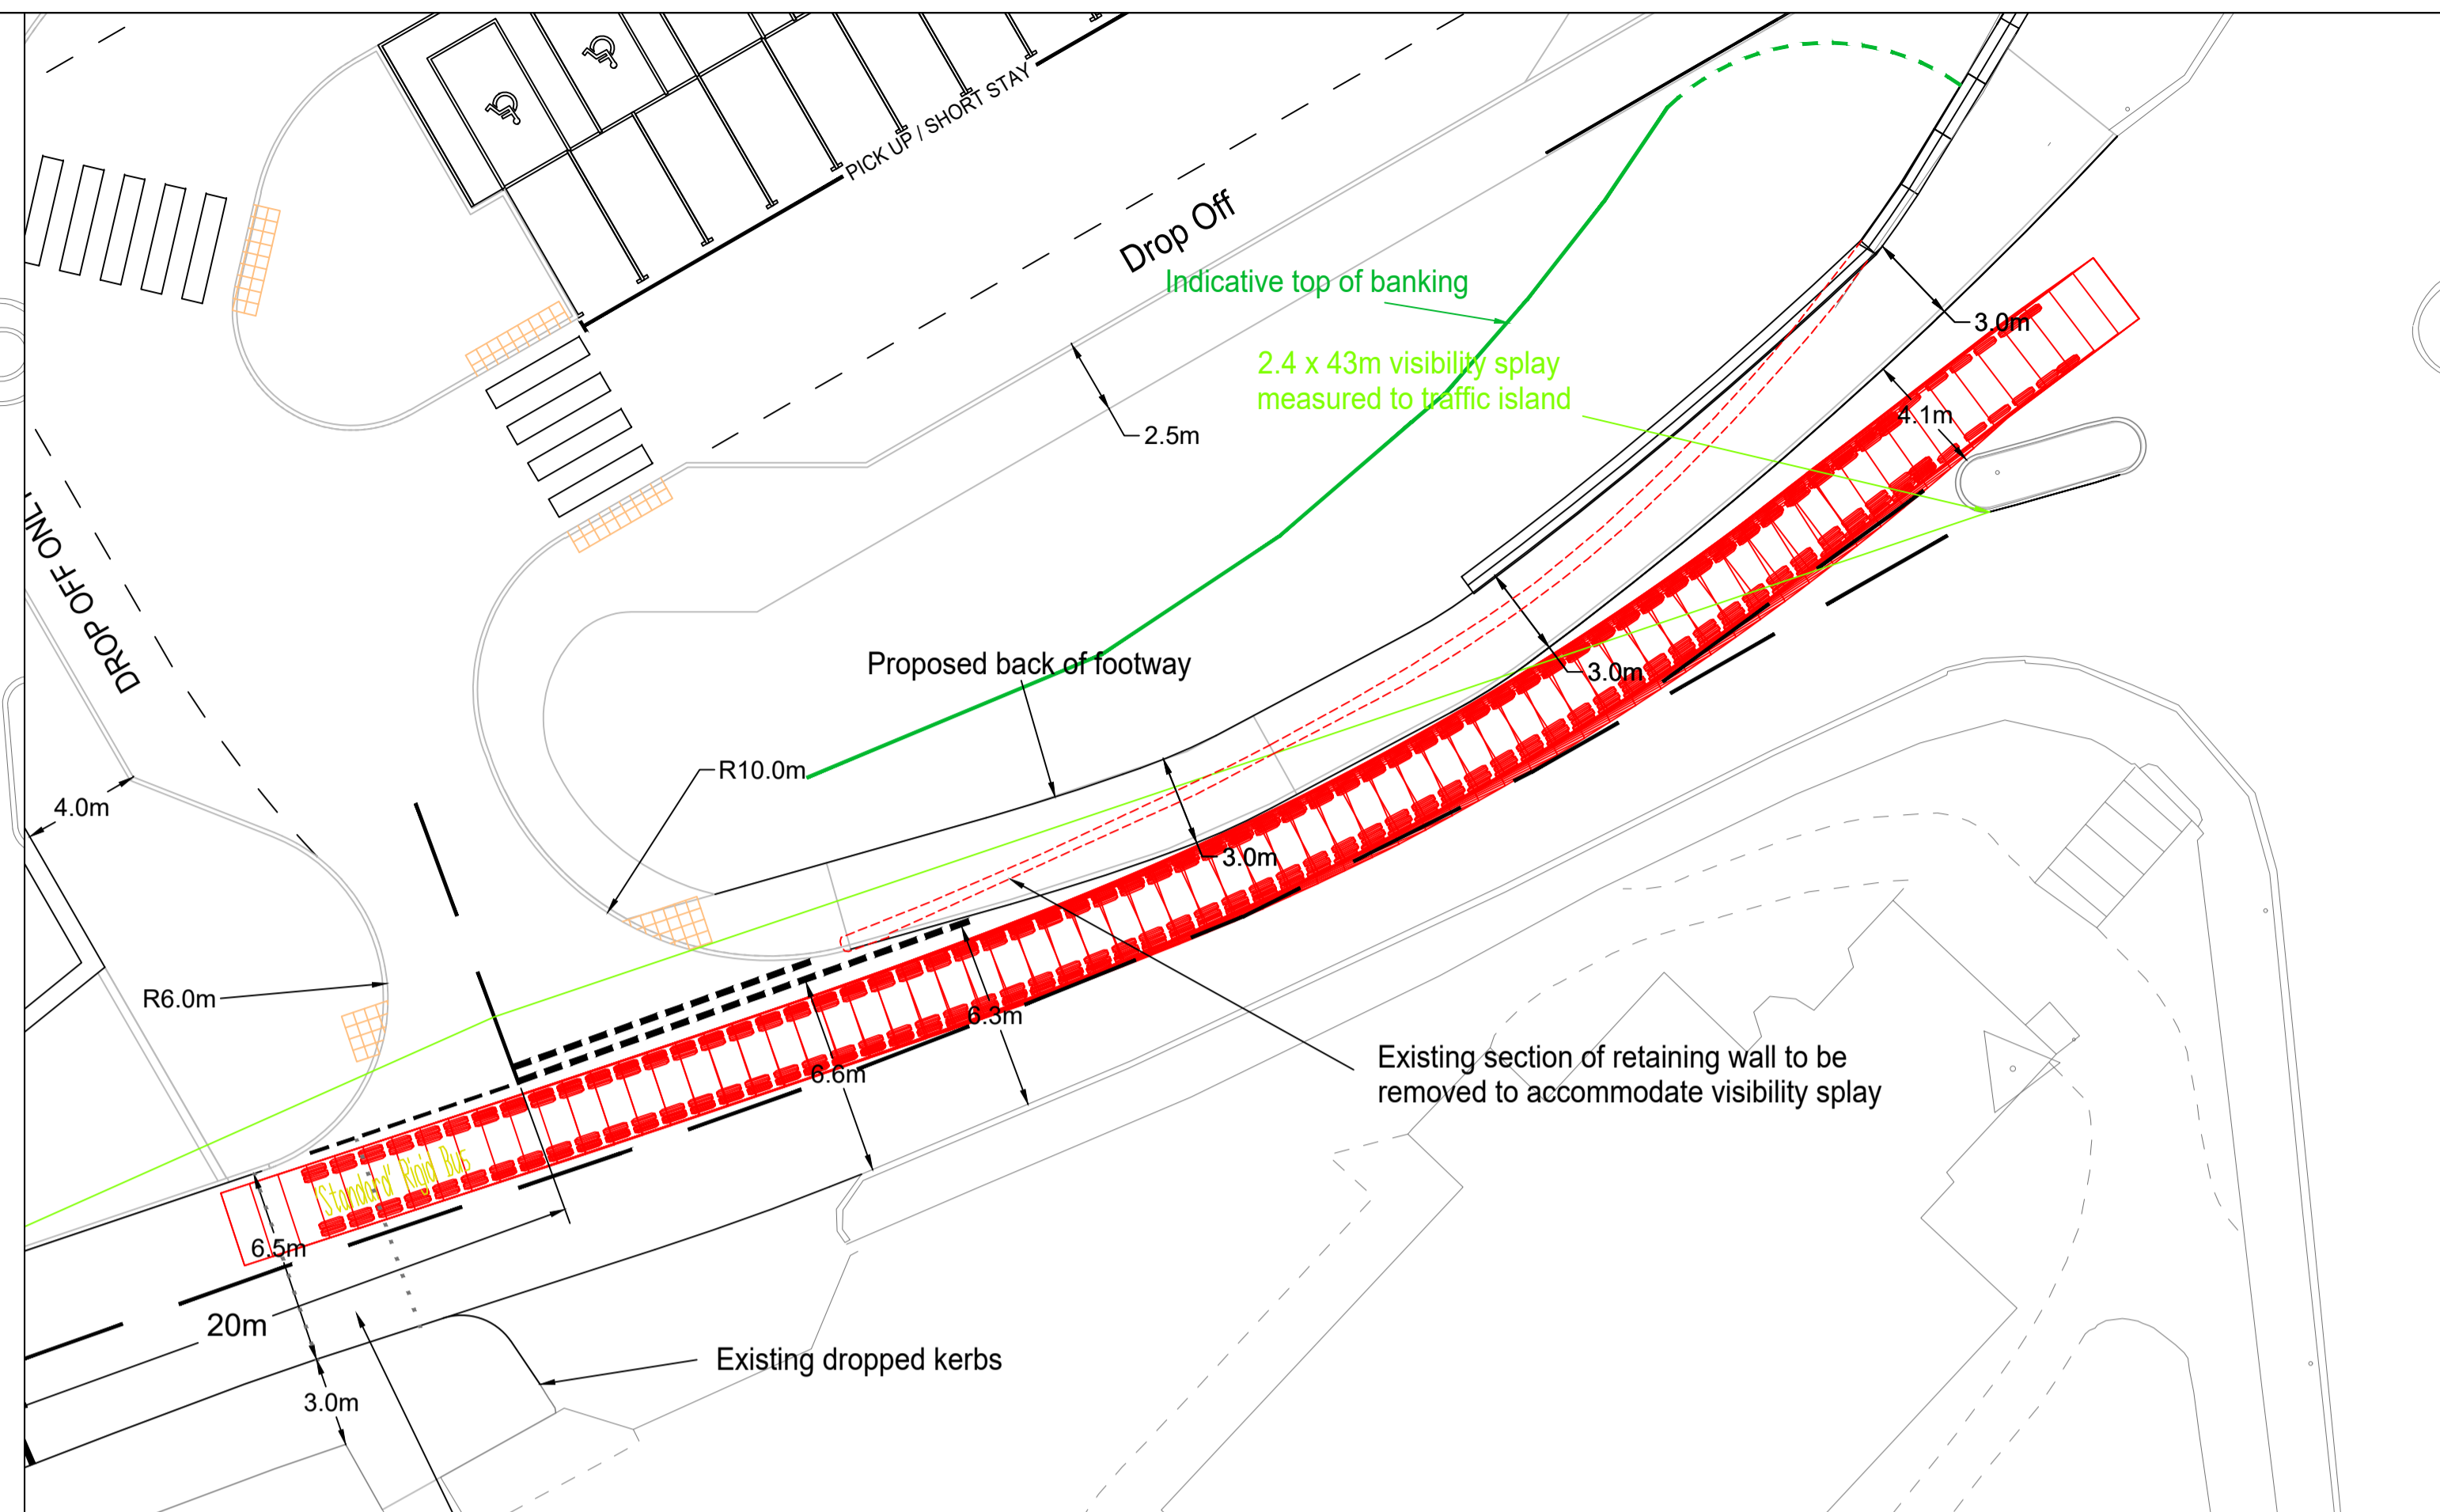 PICK UP / SHORT STAY
Drop Off
Indicative top of banking
3.0m
2.4 x 43m visibility splay
measured to traffic island
4.1m
2.5m
DROP OFF ONL
Proposed back of footway
3.0m
R10.0m
4.0m
3.0m
R6.0m
6.3m
6.6m
Existing section of retaining wall to be
removed to accommodate visibility splay
'Standard' Rigid Bus
6.5m
20m
Existing dropped kerbs
3.0m